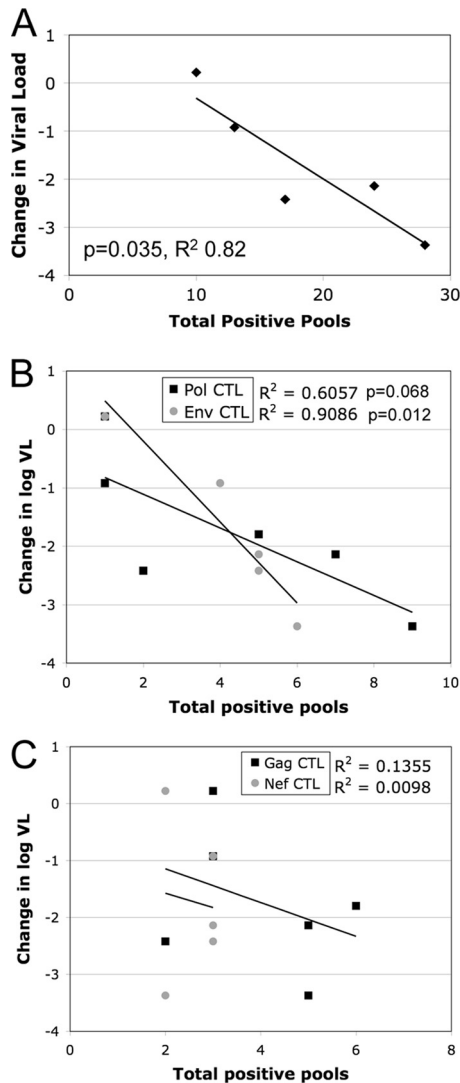 A
1
0
-1
-2
-3
-4
Change in Viral Load
p=0.035, R² 0.82
0
10
20
30
Total Positive Pools
B
1
0
-1
-2
-3
-4
Change in log VL
Pol CTL R² = 0.6057 p=0.068
Env CTL R² = 0.9086 p=0.012
0
2
4
6
8
10
Total positive pools
C
1
0
-1
-2
-3
-4
Change in log VL
Gag CTL R² = 0.1355
Nef CTL R² = 0.0098
0
2
4
6
8
Total positive pools